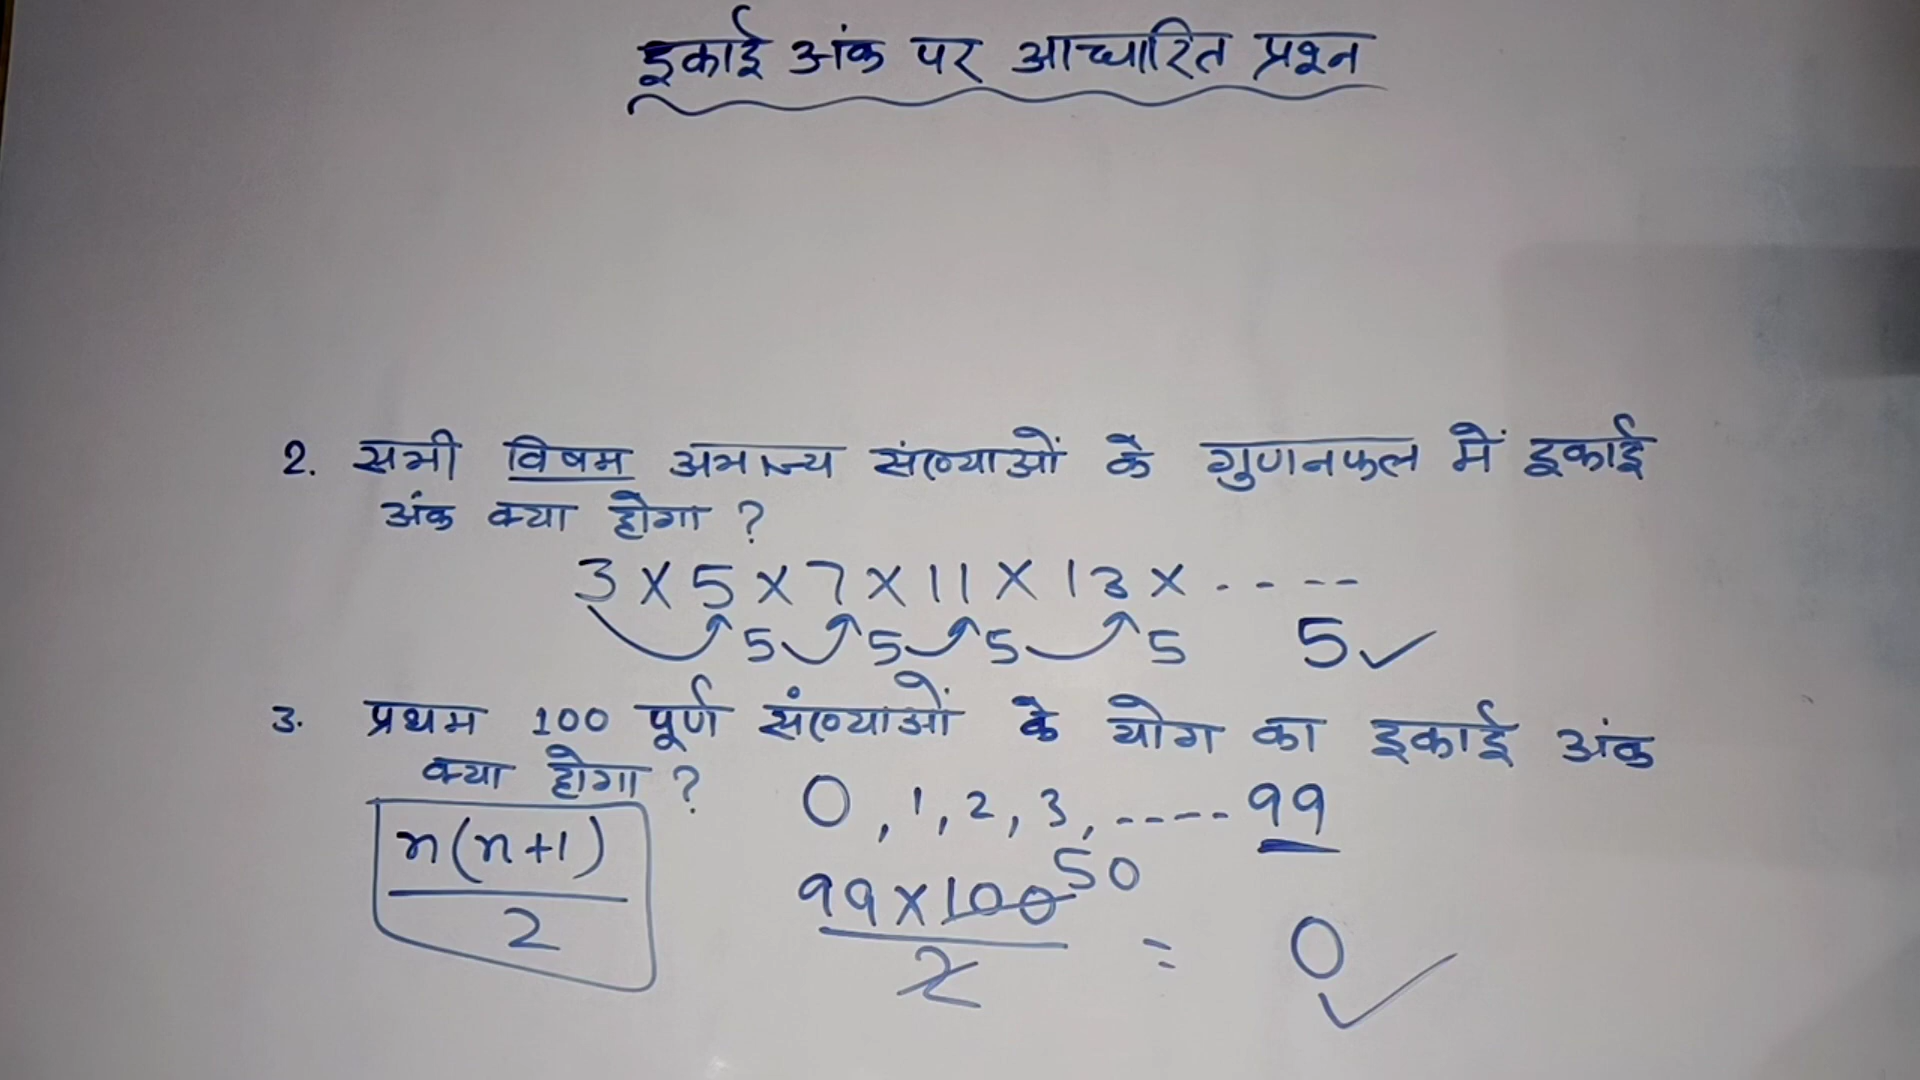 इकाई अंक पर आधारित प्रश्न
2. सभी विषम अभाज्य संख्याओं के गुणनफल में इकाई
अंक क्या होगा ?
3 × 5 × 7 × 11 × 13 × - - - -
5 5 5 5 5 ✓
3. प्रथम 100 पूर्ण संख्याओं के योग का इकाई अंक
क्या होगा ?
0, 1, 2, 3, ----- 99
n(n+1)
2
99 × 100 50
2
= 0 ✓